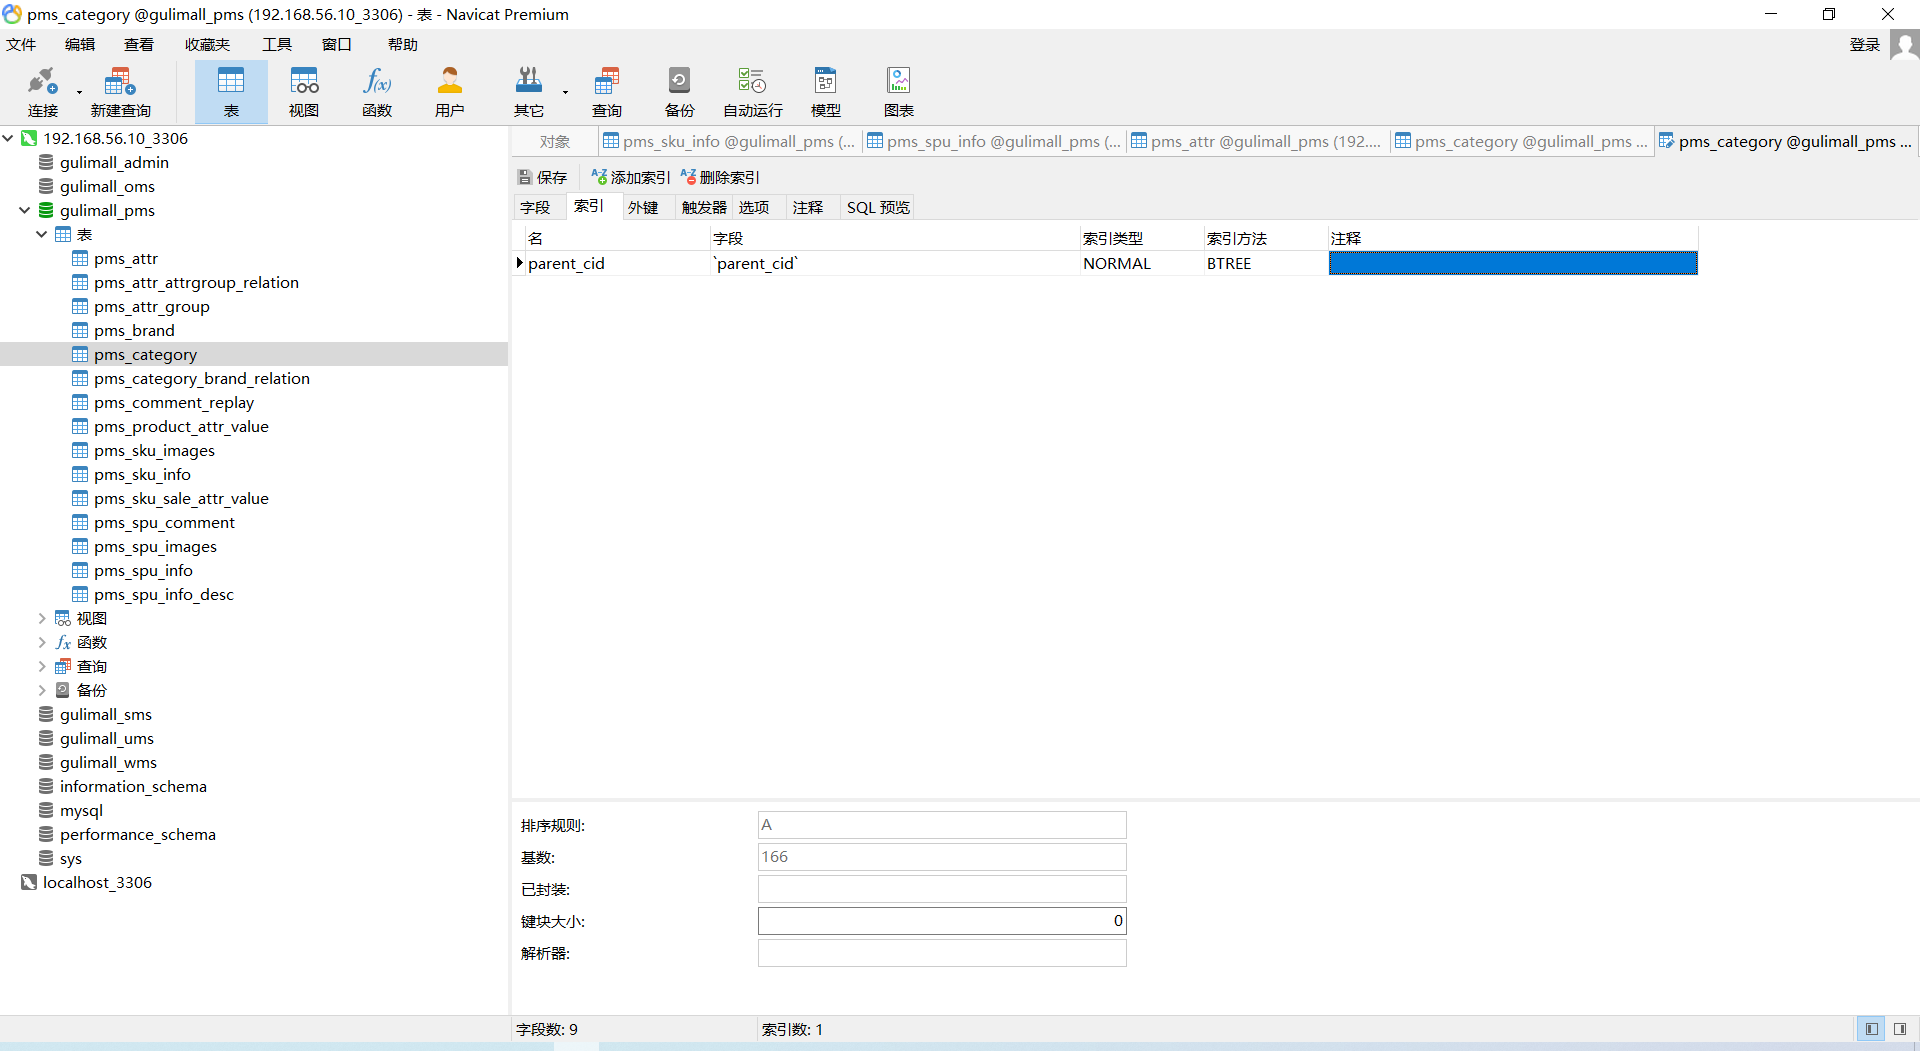 pms_category @gulimall_pms (192.168.56.10_3306) - 表 - Navicat Premium
文件 编辑 查看 收藏夹 工具 窗口 帮助 登录
连接 新建查询 表 视图 函数 用户 其它 查询 备份 自动运行 模型 图表
192.168.56.10_3306
gulimall_admin
gulimall_oms
gulimall_pms
表
pms_attr
pms_attr_attrgroup_relation
pms_attr_group
pms_brand
pms_category
pms_category_brand_relation
pms_comment_replay
pms_product_attr_value
pms_sku_images
pms_sku_info
pms_sku_sale_attr_value
pms_spu_comment
pms_spu_images
pms_spu_info
pms_spu_info_desc
视图
函数
查询
备份
gulimall_sms
gulimall_ums
gulimall_wms
information_schema
mysql
performance_schema
sys
localhost_3306
对象 pms_sku_info @gulimall_pms (... pms_spu_info @gulimall_pms (... pms_attr @gulimall_pms (192.... pms_category @gulimall_pms ... pms_category @gulimall_pms ...
保存 添加索引 删除索引
字段 索引 外键 触发器 选项 注释 SQL 预览
名 字段 索引类型 索引方法 注释
parent_cid `parent_cid` NORMAL BTREE
排序规则: A
基数: 166
已封装:
键块大小: 0
解析器:
字段数: 9 索引数: 1